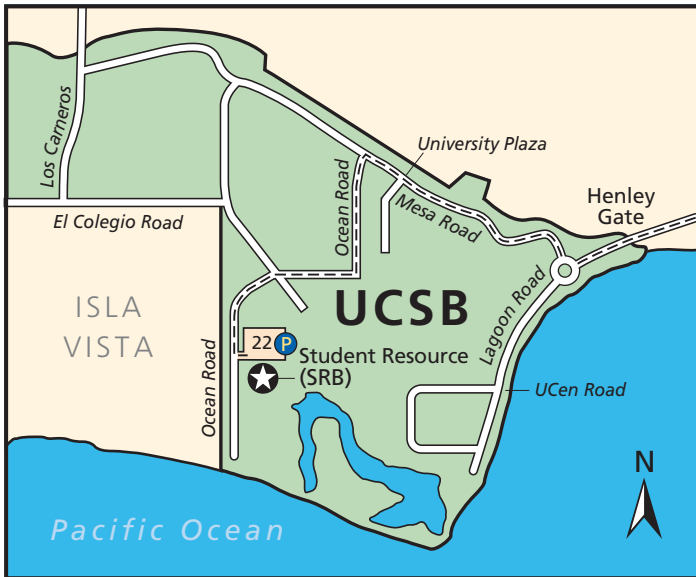 University Plaza
Los Carneros
Ocean Road
Mesa Road
Henley
Gate
El Colegio Road
ISLA
VISTA
UCSB
Lagoon Road
22 P
Student Resource
(SRB)
Ocean Road
UCen Road
N
Pacific Ocean